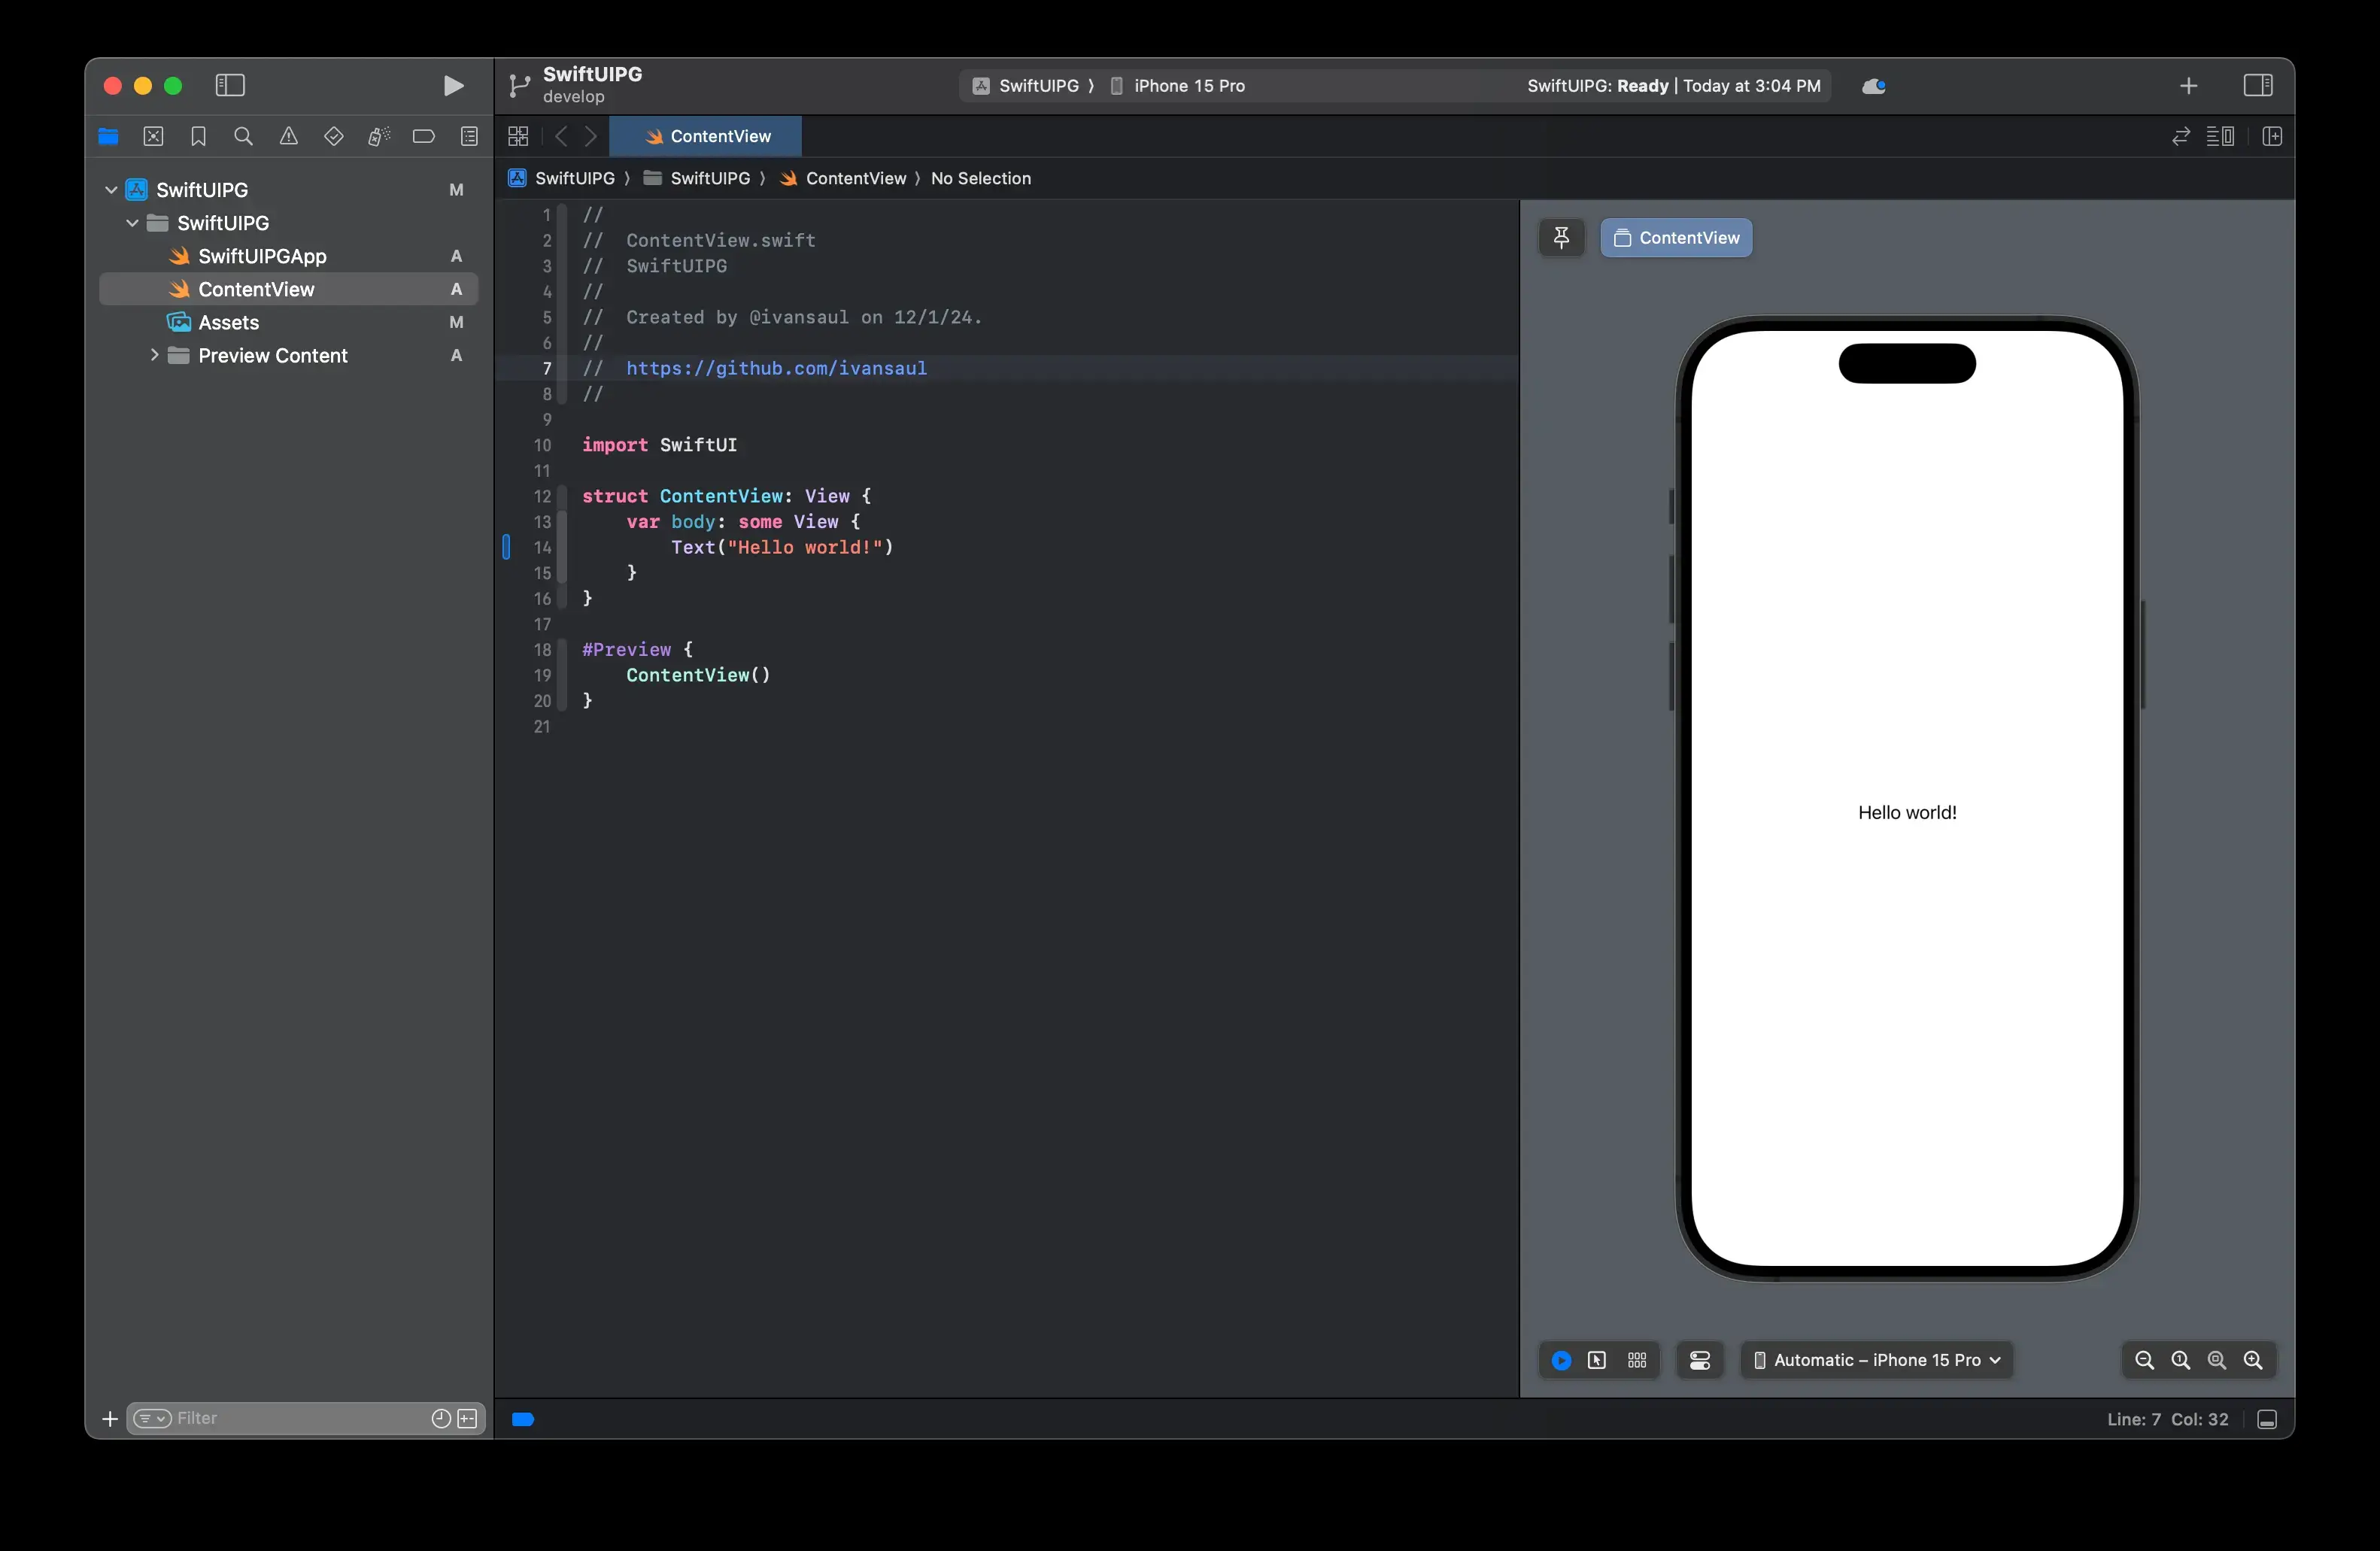 SwiftUIPG
develop
SwiftUIPG ⟩ iPhone 15 Pro
SwiftUIPG: Ready | Today at 3:04 PM
ContentView
SwiftUIPG ⟩ SwiftUIPG ⟩ ContentView ⟩ No Selection
SwiftUIPG M
SwiftUIPG
SwiftUIPGApp A
ContentView A
Assets M
Preview Content A
Filter
1 //
2 //  ContentView.swift
3 //  SwiftUIPG
4 //
5 //  Created by @ivansaul on 12/1/24.
6 //
7 //  https://github.com/ivansaul
8 //
9
10 import SwiftUI
11
12 struct ContentView: View {
13     var body: some View {
14         Text("Hello world!")
15     }
16 }
17
18 #Preview {
19     ContentView()
20 }
21
ContentView
Hello world!
Automatic – iPhone 15 Pro
Line: 7 Col: 32